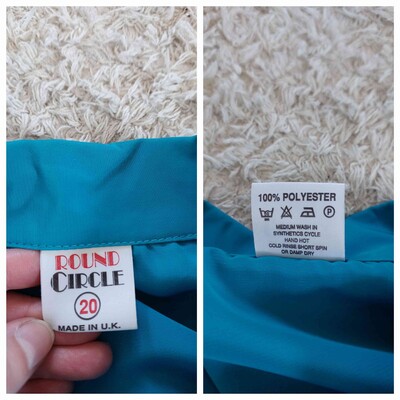 ROUND
CIRCLE
20
MADE IN U.K.
100% POLYESTER
P
MEDIUM WASH IN
SYNTHETICS CYCLE
HAND HOT
COLD RINSE SHORT SPIN
OR DAMP DRY